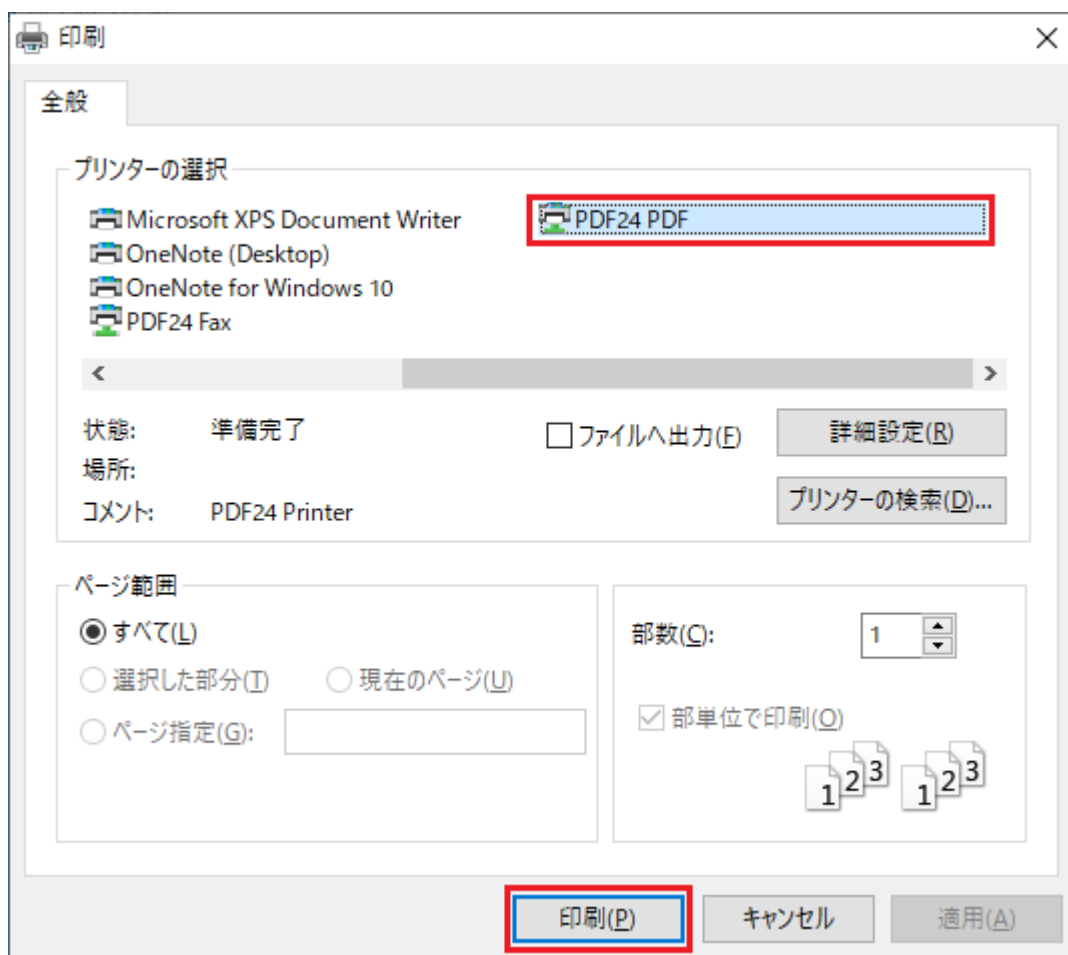 印刷
全般
プリンターの選択
Microsoft XPS Document Writer
PDF24 PDF
OneNote (Desktop)
OneNote for Windows 10
PDF24 Fax
状態: 準備完了
ファイルへ出力(F)
詳細設定(R)
場所:
コメント: PDF24 Printer
プリンターの検索(D)...
ページ範囲
すべて(L)
選択した部分(T)
現在のページ(U)
ページ指定(G):
部数(C): 1
部単位で印刷(O)
1 2 3 1 2 3
印刷(P)
キャンセル
適用(A)